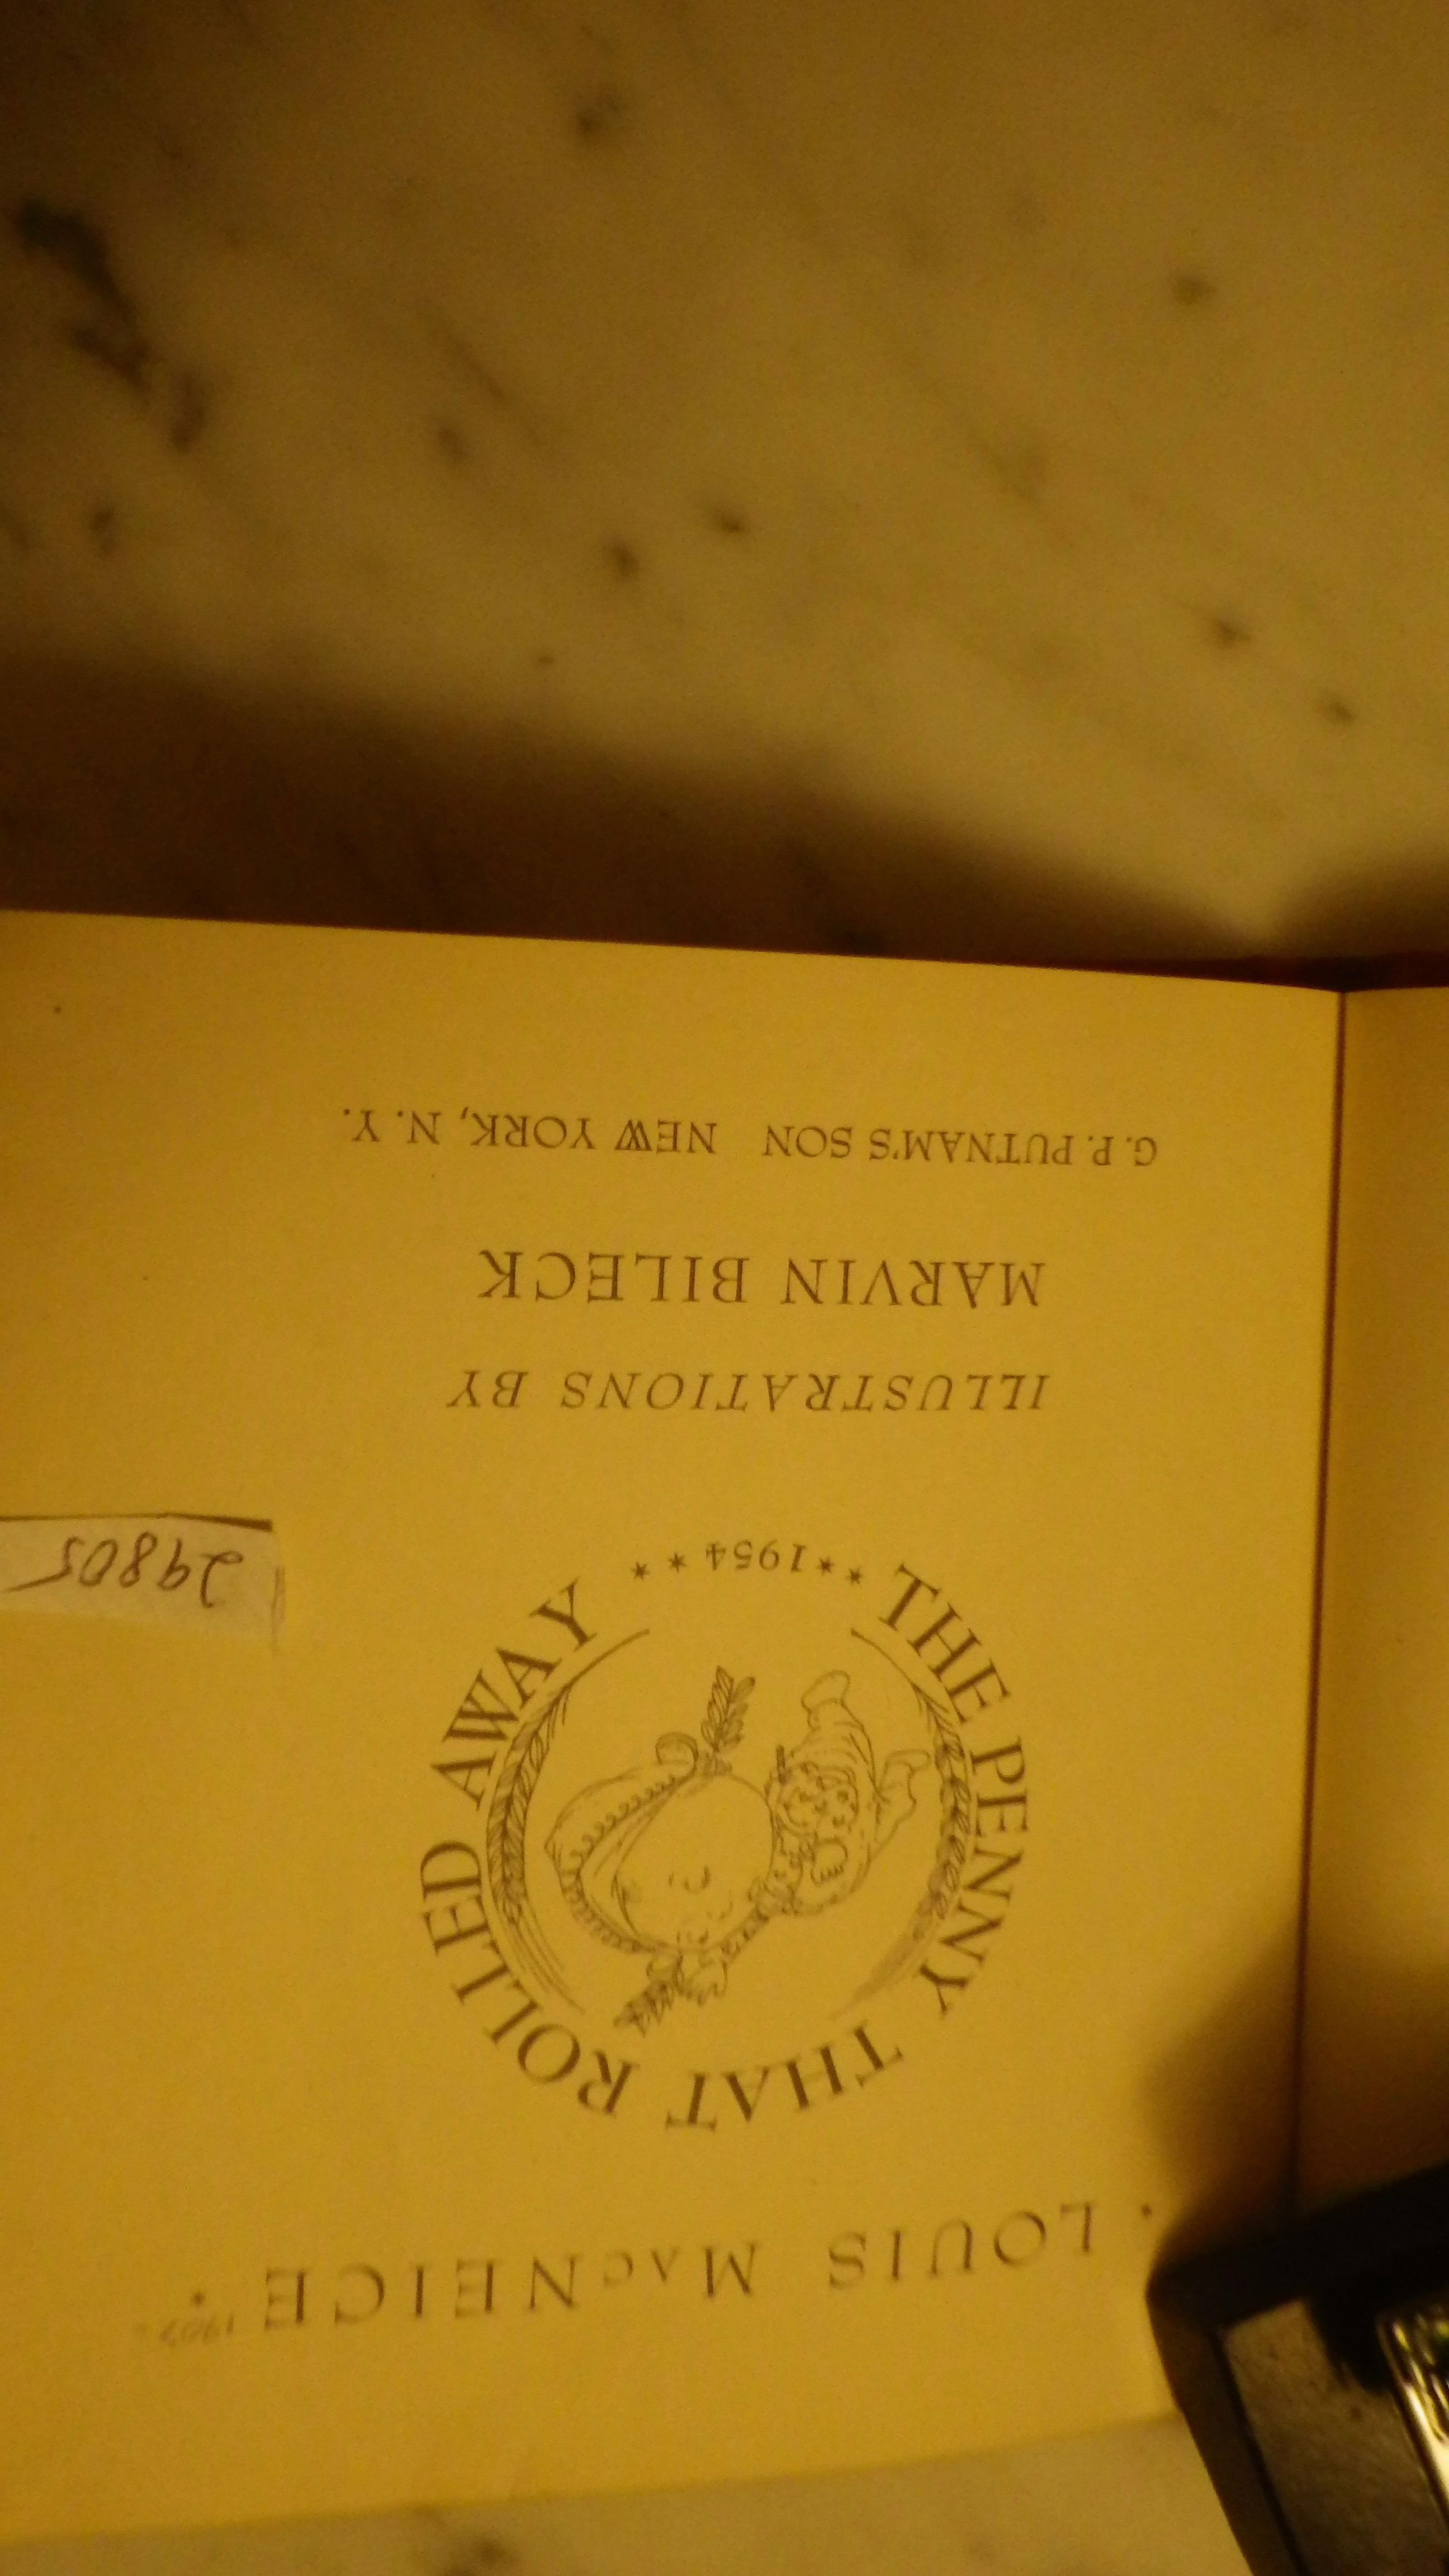 · LOUIS MACNEICE ·
1907-
THE PENNY THAT ROLLED AWAY
**1954**
29805
ILLUSTRATIONS BY
MARVIN BILECK
G. P. PUTNAM'S SON NEW YORK, N. Y.